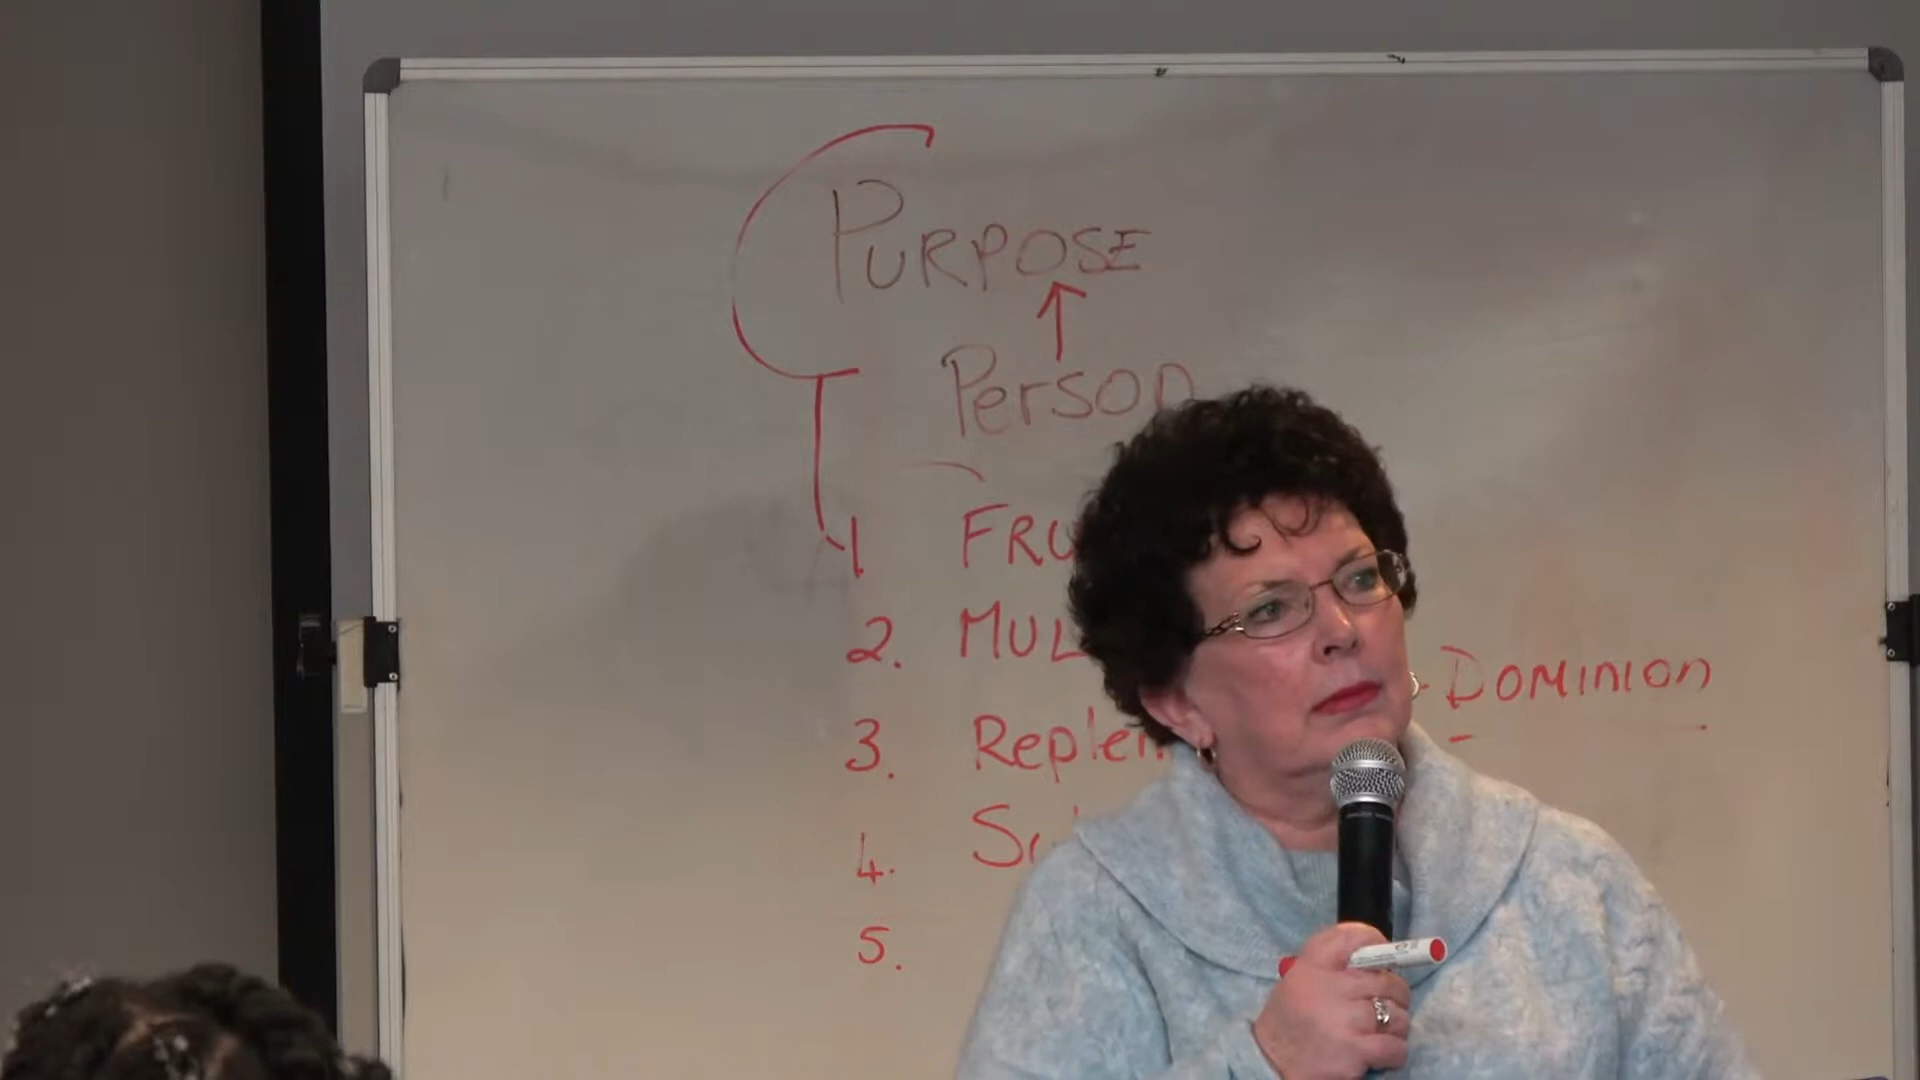 PURPOSE
Person
1. FRU
2. MUL
3. Replen
4. Su
5.
DOMINION